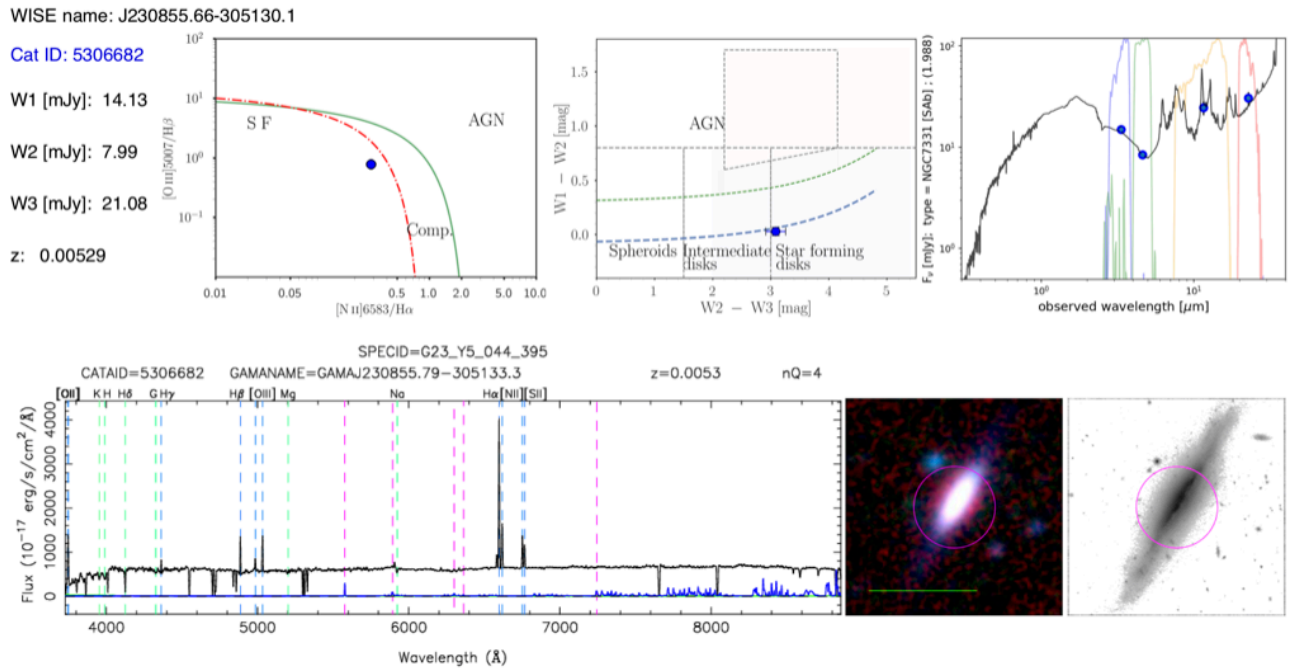 WISE name: J230855.66-305130.1
Cat ID: 5306682
W1 [mJy]: 14.13
W2 [mJy]: 7.99
W3 [mJy]: 21.08
z: 0.00529
10²
10¹
10⁰
10⁻¹
[O III]5007/Hβ
S F
AGN
Comp.
0.01 0.05 0.5 1.0 2.0 5.0 10.0
[N II]6583/Hα
1.5
1.0
0.5
0.0
W1 − W2 [mag]
AGN
Spheroids Intermediate Star forming
disks disks
0 1 2 3 4 5
W2 − W3 [mag]
10²
10¹
10⁰
Fν [mJy]; type = NGC7331 [SAb] ; (1.988)
10⁰ 10¹
observed wavelength [μm]
SPECID=G23_Y5_044_395
CATAID=5306682 GAMANAME=GAMAJ230855.79−305133.3 z=0.0053 nQ=4
[OII] K H Hδ G Hγ Hβ [OIII] Mg Na Hα [NII] [SII]
4000
3000
2000
1000
0
Flux (10⁻¹⁷ erg/s/cm²/Å)
4000 5000 6000 7000 8000
Wavelength (Å)